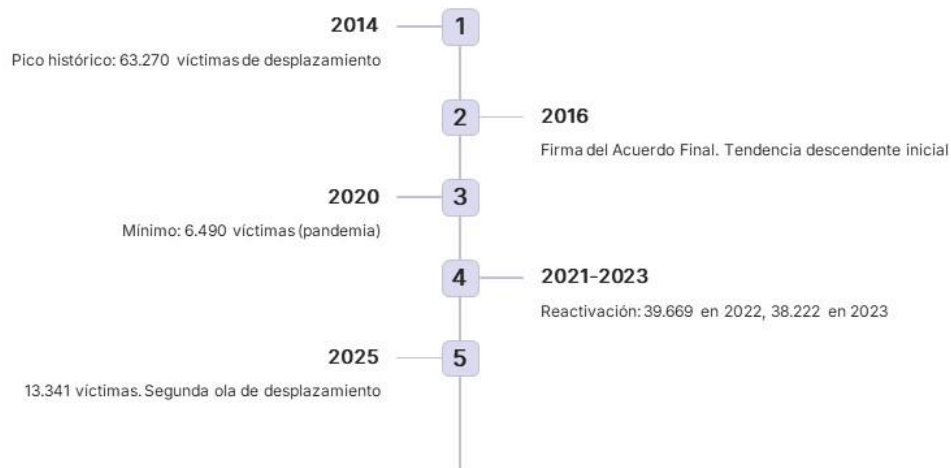 2014
1
Pico histórico: 63.270 víctimas de desplazamiento
2
2016
Firma del Acuerdo Final. Tendencia descendente inicial
2020
3
Mínimo: 6.490 víctimas (pandemia)
4
2021-2023
Reactivación: 39.669 en 2022, 38.222 en 2023
2025
5
13.341 víctimas. Segunda ola de desplazamiento